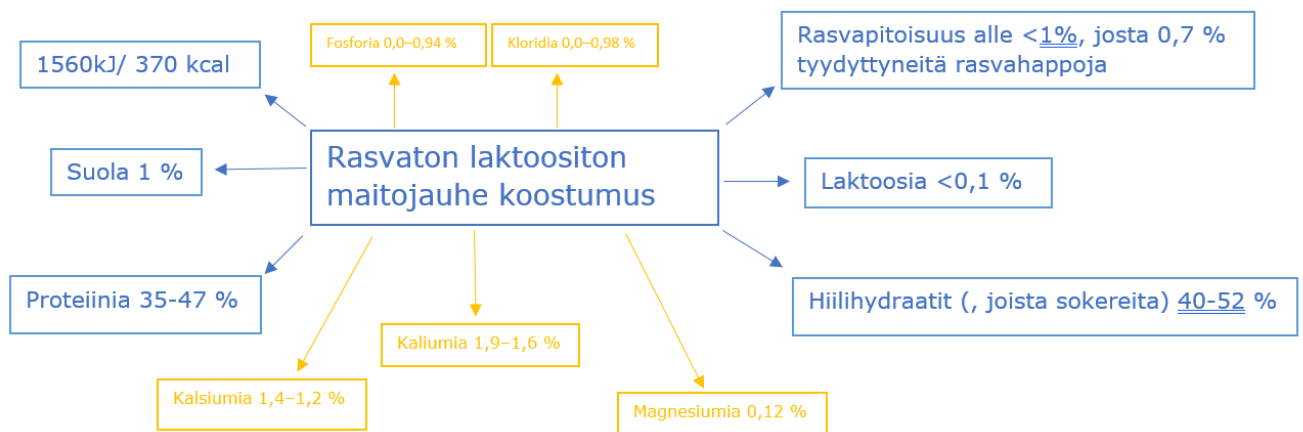 Fosforia 0,0–0,94 %
Kloridia 0,0–0,98 %
Rasvapitoisuus alle <1%, josta 0,7 %
tyydyttyneitä rasvahappoja
1560kJ/ 370 kcal
Rasvaton laktoositon
maitojauhe koostumus
Suola 1 %
Laktoosia <0,1 %
Proteiinia 35-47 %
Hiilihydraatit (, joista sokereita) 40-52 %
Kaliumia 1,9–1,6 %
Kalsiumia 1,4–1,2 %
Magnesiumia 0,12 %